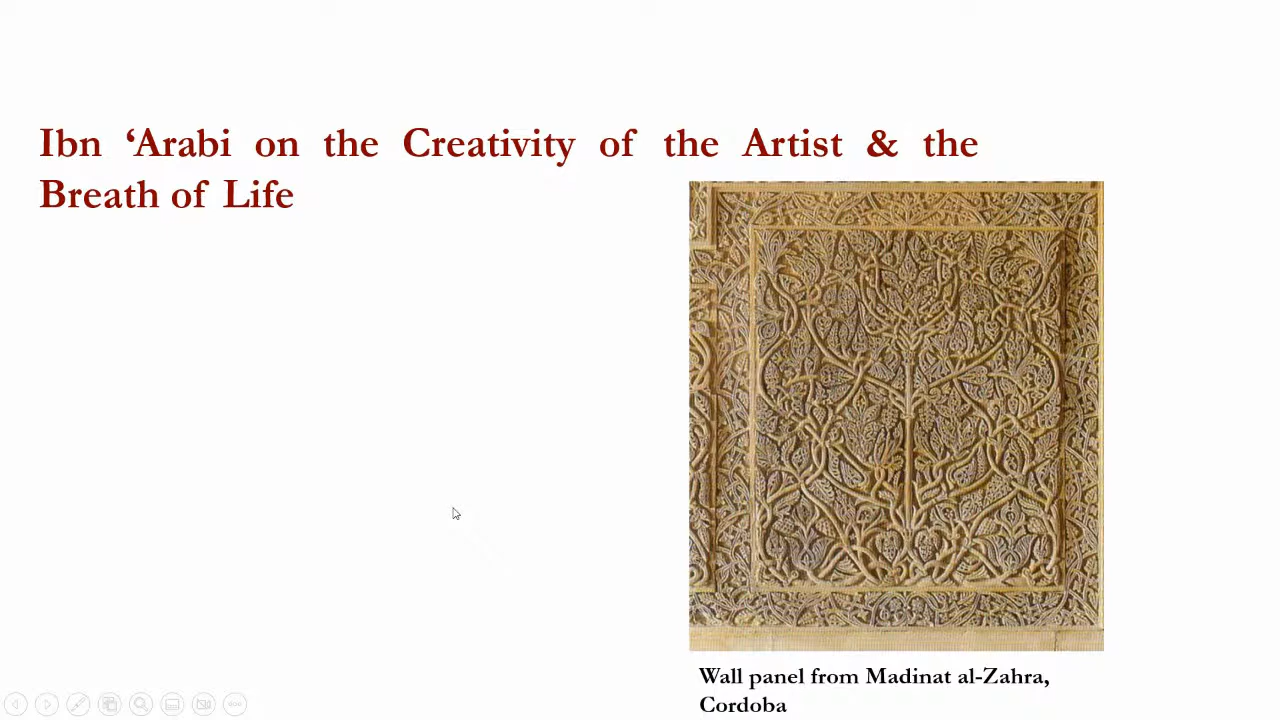 Ibn ‘Arabi on the Creativity of the Artist & the
Breath of Life
Wall panel from Madinat al-Zahra,
Cordoba